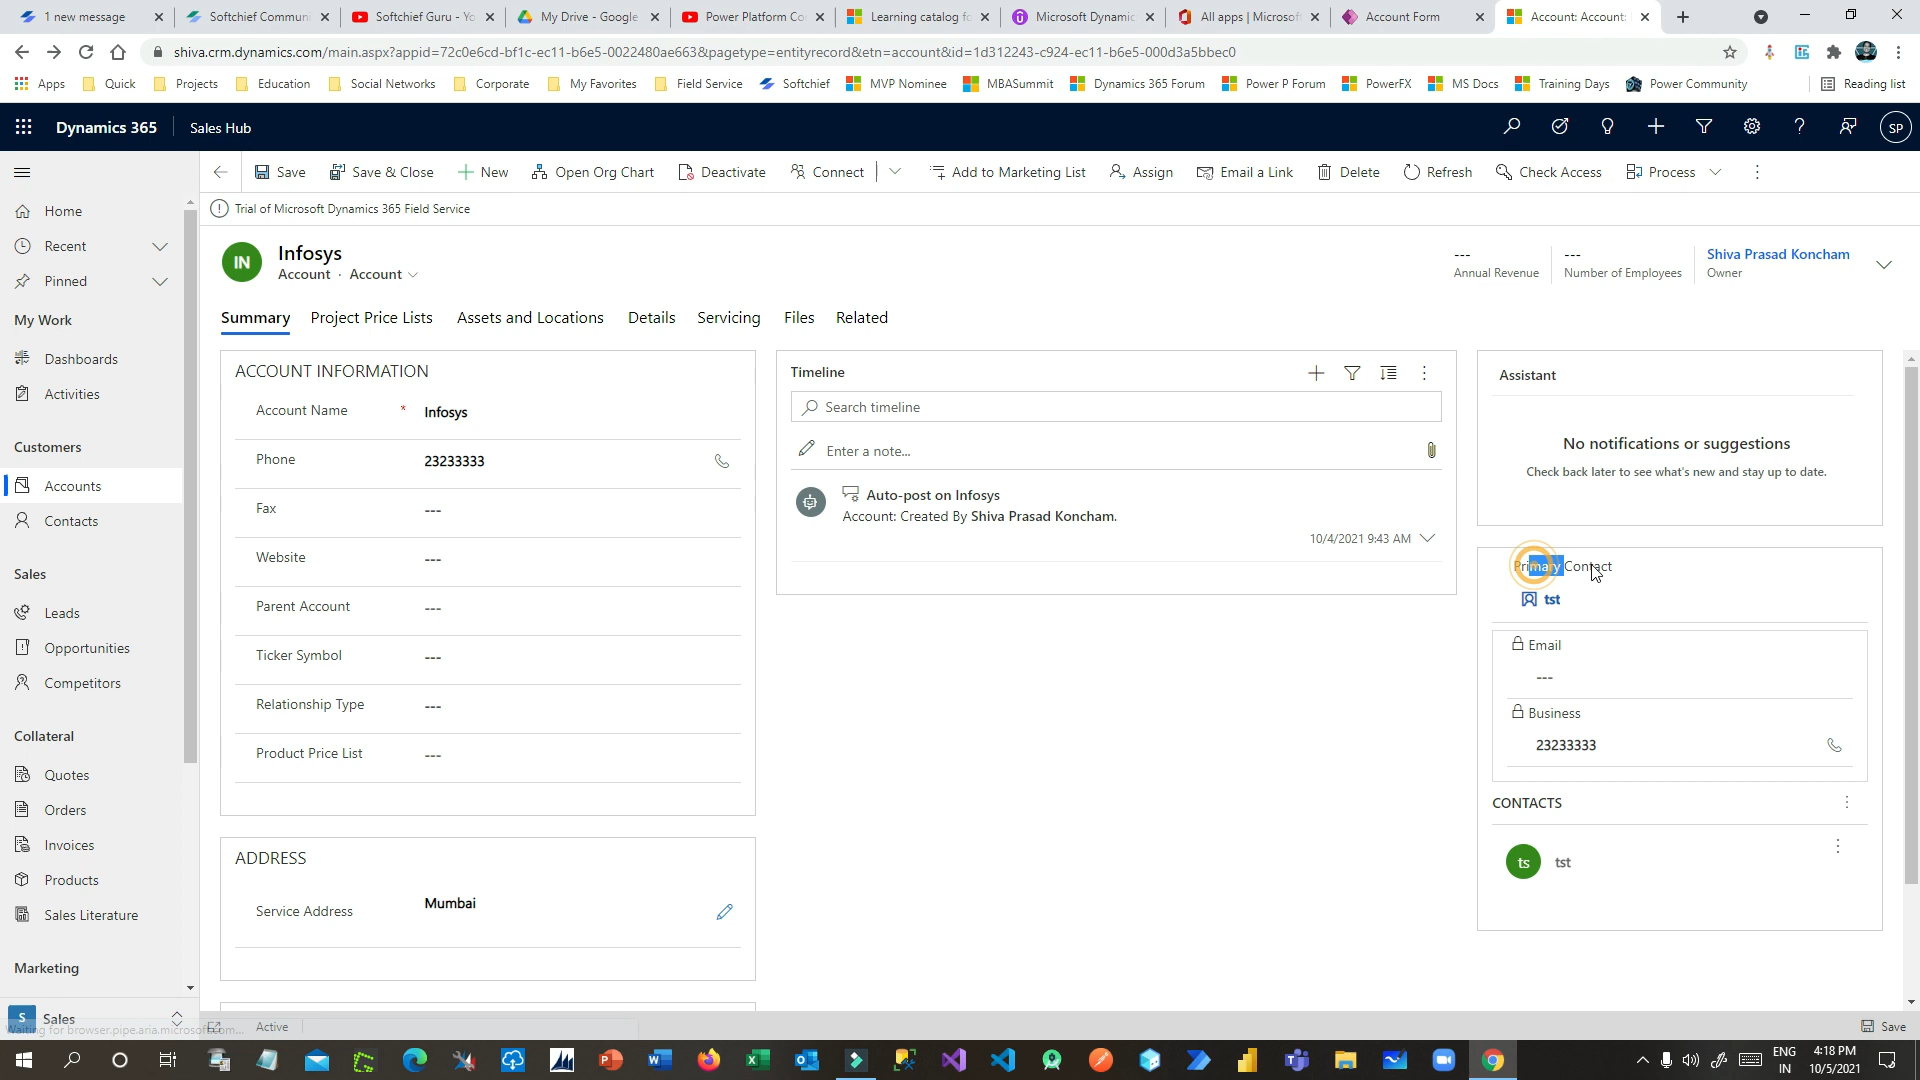 1 new message
Softchief Commun
Softchief Guru - Yo
My Drive - Google
Power Platform Co
Learning catalog fo
Microsoft Dynamic
All apps | Microsof
Account Form
Account: Account:
shiva.crm.dynamics.com/main.aspx?appid=72c0e6cd-bf1c-ec11-b6e5-0022480ae663&pagetype=entityrecord&etn=account&id=1d312243-c924-ec11-b6e5-000d3a5bbec0
Apps
Quick
Projects
Education
Social Networks
Corporate
My Favorites
Field Service
Softchief
MVP Nominee
MBASummit
Dynamics 365 Forum
Power P Forum
PowerFX
MS Docs
Training Days
Power Community
Reading list
Dynamics 365
Sales Hub
SP
Save
Save & Close
New
Open Org Chart
Deactivate
Connect
Add to Marketing List
Assign
Email a Link
Delete
Refresh
Check Access
Process
Trial of Microsoft Dynamics 365 Field Service
Home
Recent
Pinned
My Work
Dashboards
Activities
Customers
Accounts
Contacts
Sales
Leads
Opportunities
Competitors
Collateral
Quotes
Orders
Invoices
Products
Sales Literature
Marketing
S Sales
Waiting for browser.pipe.aria.microsoft.com...
IN
Infosys
Account · Account
---
Annual Revenue
---
Number of Employees
Shiva Prasad Koncham
Owner
Summary
Project Price Lists
Assets and Locations
Details
Servicing
Files
Related
ACCOUNT INFORMATION
Account Name * Infosys
Phone 23233333
Fax ---
Website ---
Parent Account ---
Ticker Symbol ---
Relationship Type ---
Product Price List ---
ADDRESS
Service Address Mumbai
Timeline
Search timeline
Enter a note...
Auto-post on Infosys
Account: Created By Shiva Prasad Koncham.
10/4/2021 9:43 AM
Assistant
No notifications or suggestions
Check back later to see what's new and stay up to date.
Primary Contact
tst
Email
---
Business
23233333
CONTACTS
ts tst
Active
Save
ENG
IN
4:18 PM
10/5/2021